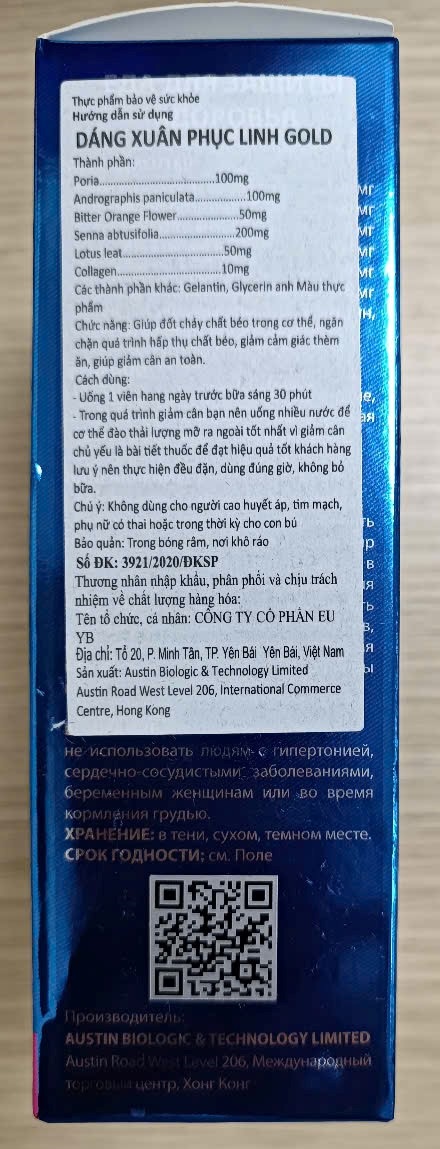 Thực phẩm bảo vệ sức khỏe
Hướng dẫn sử dụng
DÁNG XUÂN PHỤC LINH GOLD
Thành phần:
Poria..................................100mg
Andrographis paniculata..................100mg
Bitter Orange Flower.....................50mg
Senna abtusifolia.........................200mg
Lotus leat..................................50mg
Collagen...................................10mg
Các thành phần khác: Gelantin, Glycerin anh Màu thực
phẩm
Chức năng: Giúp đốt cháy chất béo trong cơ thể, ngăn
chặn quá trình hấp thụ chất béo, giảm cảm giác thèm
ăn, giúp giảm cân an toàn.
Cách dùng:
- Uống 1 viên hang ngày trước bữa sáng 30 phút
- Trong quá trình giảm cân bạn nên uống nhiều nước để
cơ thể đào thải lượng mỡ ra ngoài tốt nhất vì giảm cân
chủ yếu là bài tiết thuốc để đạt hiệu quả tốt khách hàng
lưu ý nên thực hiện đều đặn, dùng đúng giờ, không bỏ
bữa.
Chú ý: Không dùng cho người cao huyết áp, tim mạch,
phụ nữ có thai hoặc trong thời kỳ cho con bú
Bảo quản: Trong bóng râm, nơi khô ráo
Số ĐK: 3921/2020/ĐKSP
Thương nhân nhập khẩu, phân phối và chịu trách
nhiệm về chất lượng hàng hóa:
Tên tổ chức, cá nhân: CÔNG TY CỔ PHẦN EU
YB
Địa chỉ: Tổ 20, P. Minh Tân, TP. Yên Bái Yên Bái, Việt Nam
Sản xuất: Austin Biologic & Technology Limited
Austin Road West Level 206, International Commerce
Centre, Hong Kong
не использовать людям с гипертонией,
сердечно-сосудистыми заболеваниями,
беременным женщинам или во время
кормления грудью.
ХРАНЕНИЕ: в тени, сухом, темном месте.
СРОК ГОДНОСТИ: см. Поле
Производитель:
AUSTIN BIOLOGIC & TECHNOLOGY LIMITED
Austin Road West Level 206, Международный
торговый центр, Хонг Конг